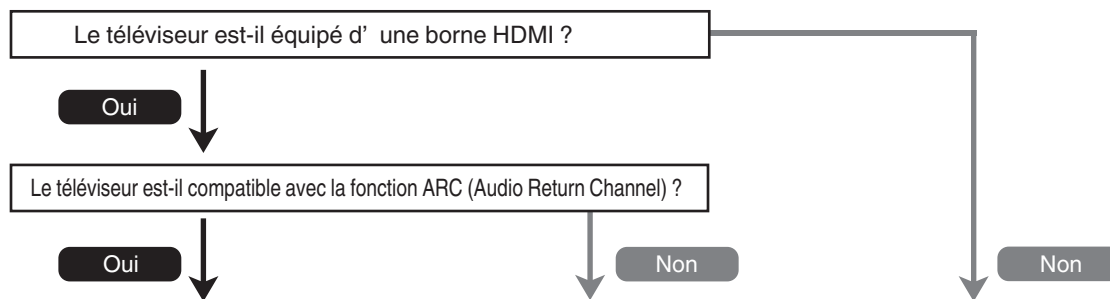 Le téléviseur est-il équipé d’ une borne HDMI ?
Oui
Le téléviseur est-il compatible avec la fonction ARC (Audio Return Channel) ?
Oui
Non
Non